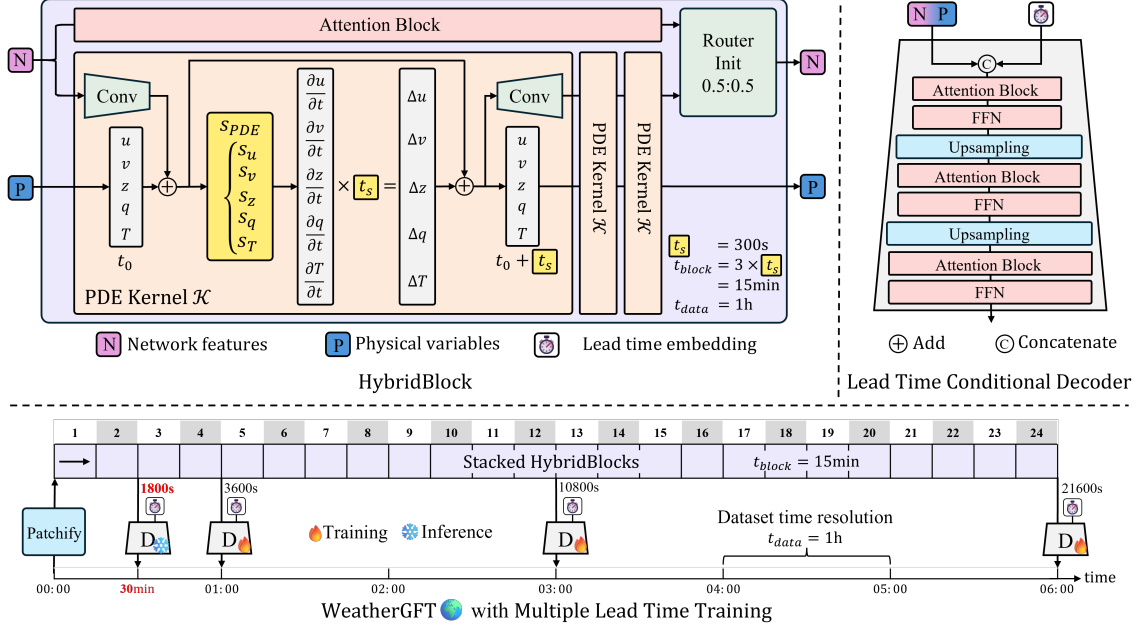 N
Attention Block
Router
Init
0.5:0.5
N
Conv
Conv
u
v
z
q
T
t₀
S_PDE
S_u
S_v
S_z
S_q
S_T
∂u/∂t
∂v/∂t
∂z/∂t
∂q/∂t
∂T/∂t
× t_s =
Δu
Δv
Δz
Δq
ΔT
u
v
z
q
T
t₀ + t_s
PDE Kernel 𝒦
PDE Kernel 𝒦
PDE Kernel 𝒦
P
P
t_s = 300s
t_block = 3 × t_s
= 15min
t_data = 1h
N Network features
P Physical variables
Lead time embedding
HybridBlock
N P
C
Attention Block
FFN
Upsampling
Attention Block
FFN
Upsampling
Attention Block
FFN
+ Add
C Concatenate
Lead Time Conditional Decoder
1 2 3 4 5 6 7 8 9 10 11 12 13 14 15 16 17 18 19 20 21 22 23 24
Stacked HybridBlocks
t_block = 15min
1800s
3600s
10800s
21600s
Patchify
D
D
D
D
Training
Inference
Dataset time resolution
t_data = 1h
00:00 30min 01:00 02:00 03:00 04:00 05:00 06:00
time
WeatherGFT with Multiple Lead Time Training